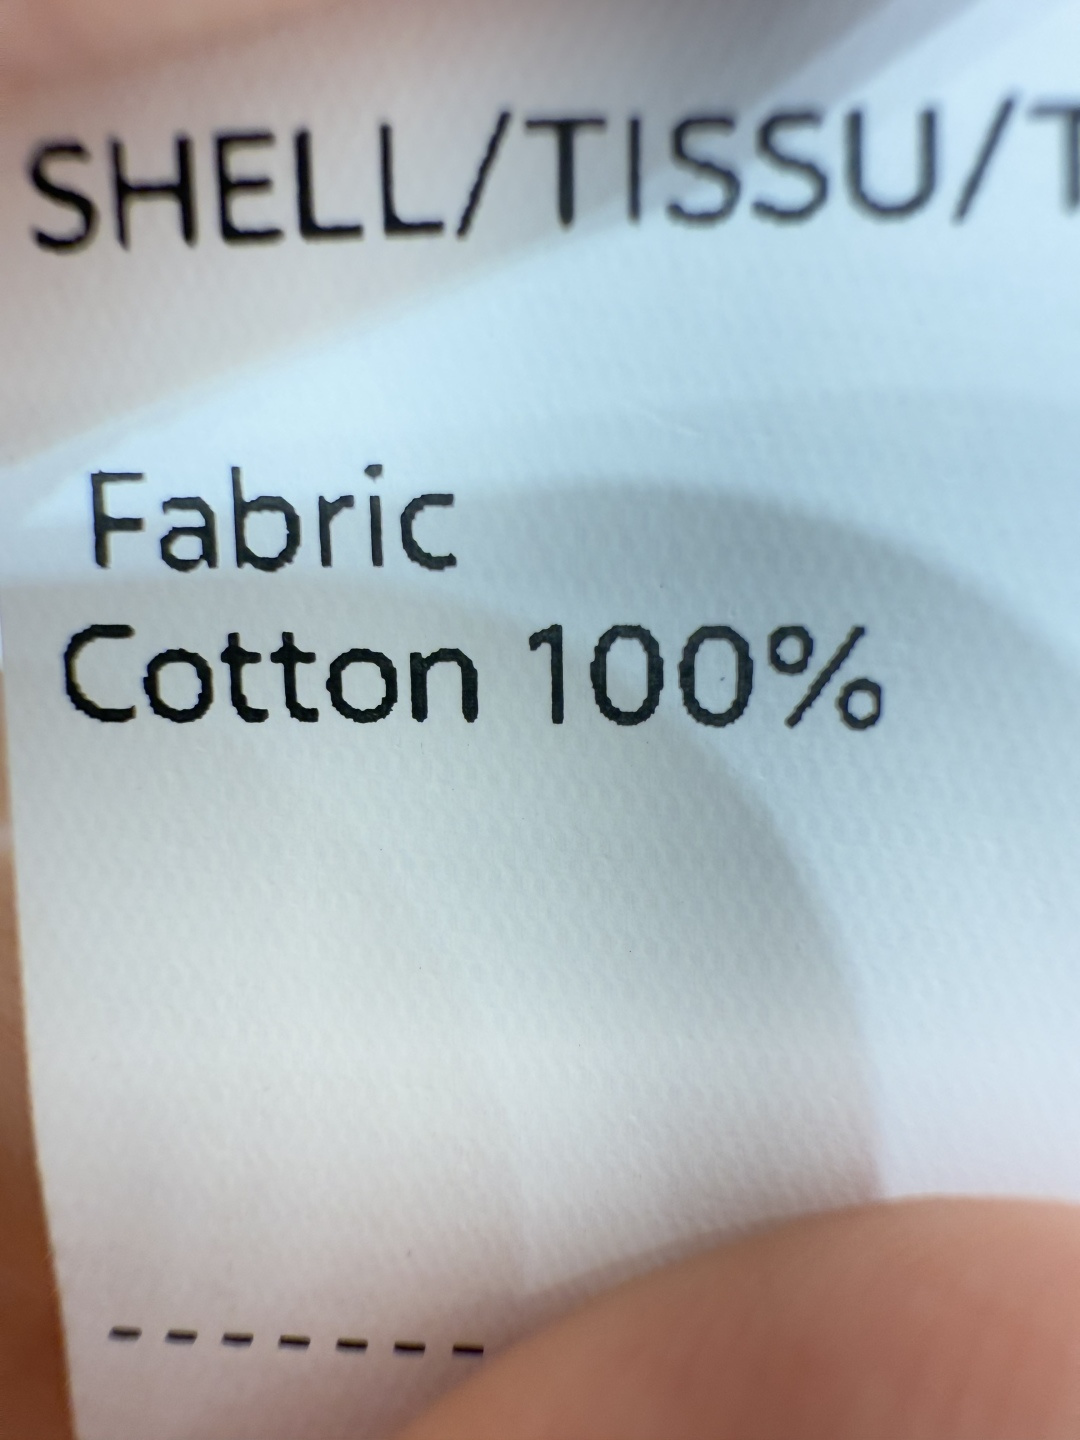 SHELL/TISSU/T
Fabric
Cotton 100%
-------